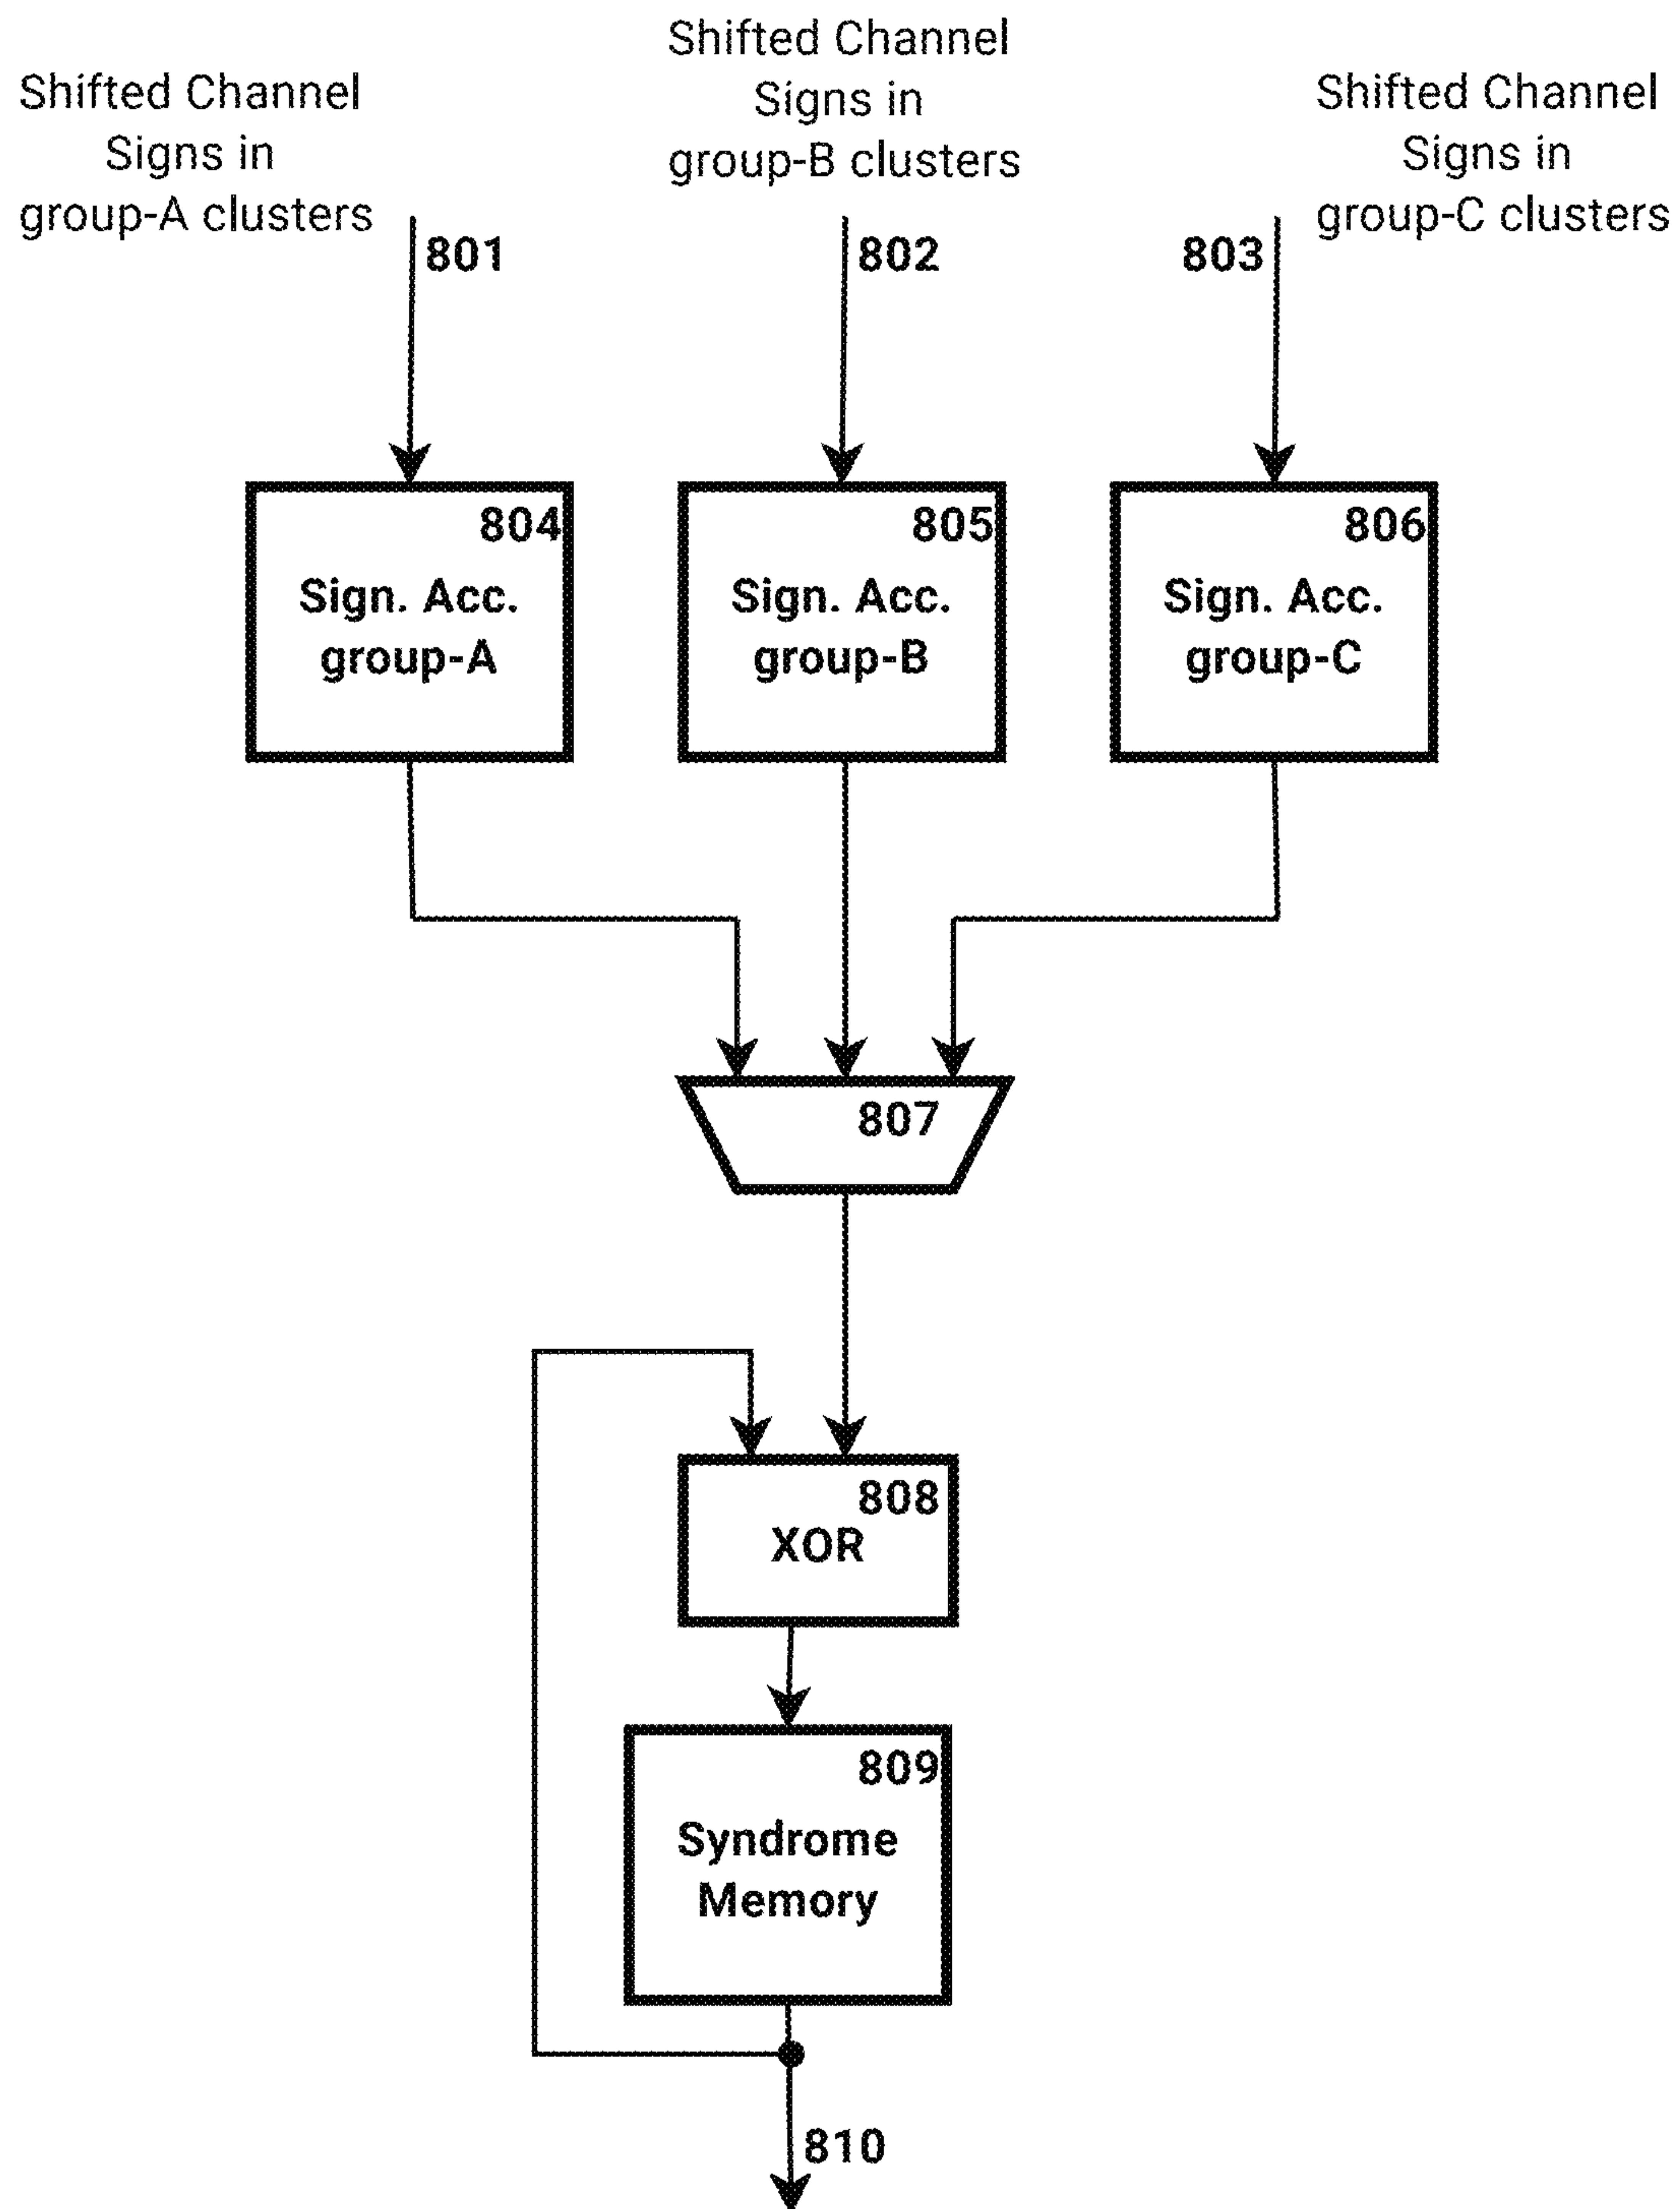 Shifted Channel
Signs in
group-A clusters
Shifted Channel
Signs in
group-B clusters
Shifted Channel
Signs in
group-C clusters
801
802
803
804
Sign. Acc.
group-A
805
Sign. Acc.
group-B
806
Sign. Acc.
group-C
807
808
XOR
809
Syndrome
Memory
810